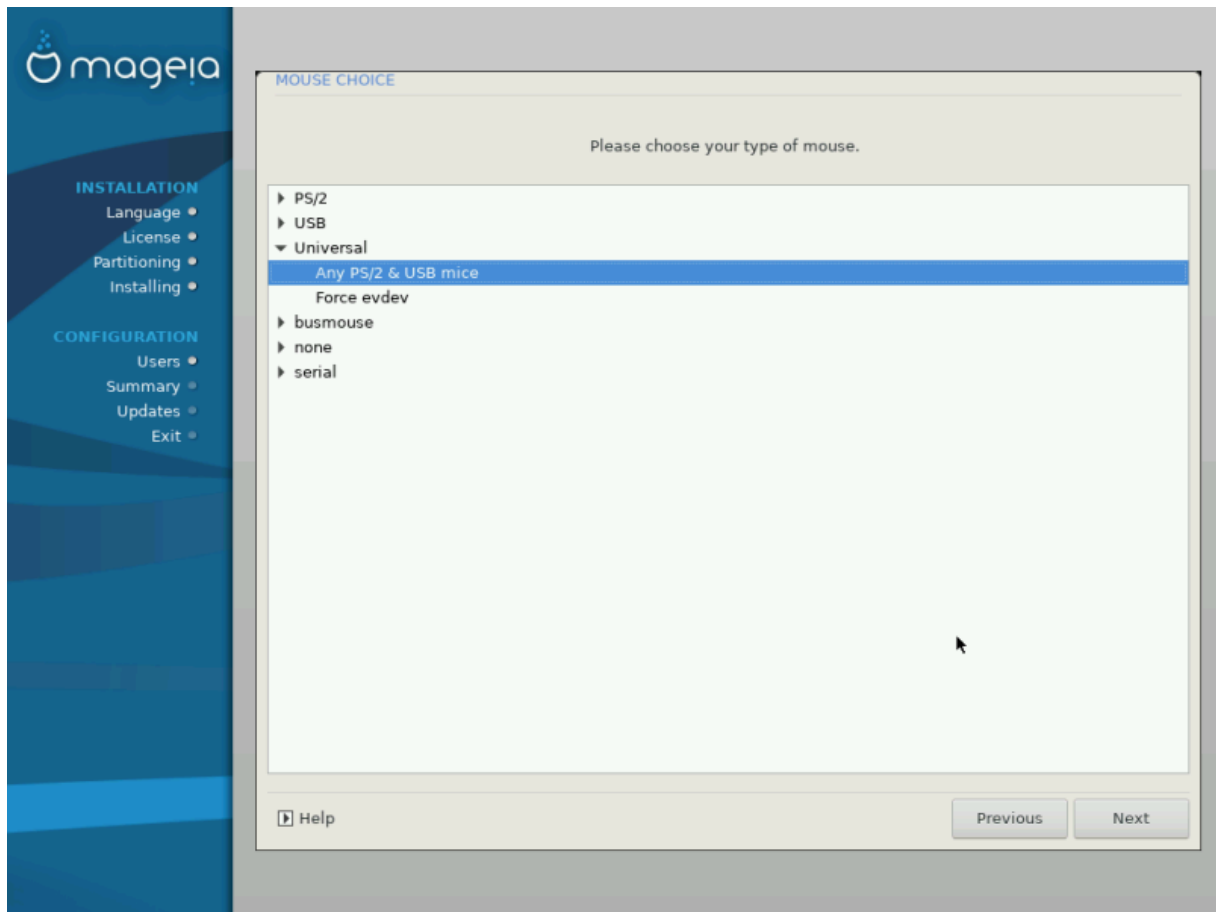 mageia
INSTALLATION
Language
License
Partitioning
Installing
CONFIGURATION
Users
Summary
Updates
Exit
MOUSE CHOICE
Please choose your type of mouse.
PS/2
USB
Universal
Any PS/2 & USB mice
Force evdev
busmouse
none
serial
Help
Previous
Next